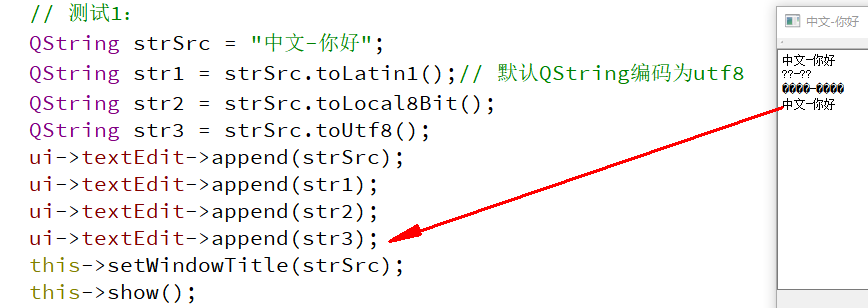 // 测试1：
QString strSrc = "中文-你好";
QString str1 = strSrc.toLatin1();// 默认QString编码为utf8
QString str2 = strSrc.toLocal8Bit();
QString str3 = strSrc.toUtf8();
ui->textEdit->append(strSrc);
ui->textEdit->append(str1);
ui->textEdit->append(str2);
ui->textEdit->append(str3);
this->setWindowTitle(strSrc);
this->show();
中文-你好
中文-你好
??-??
����-����
中文-你好